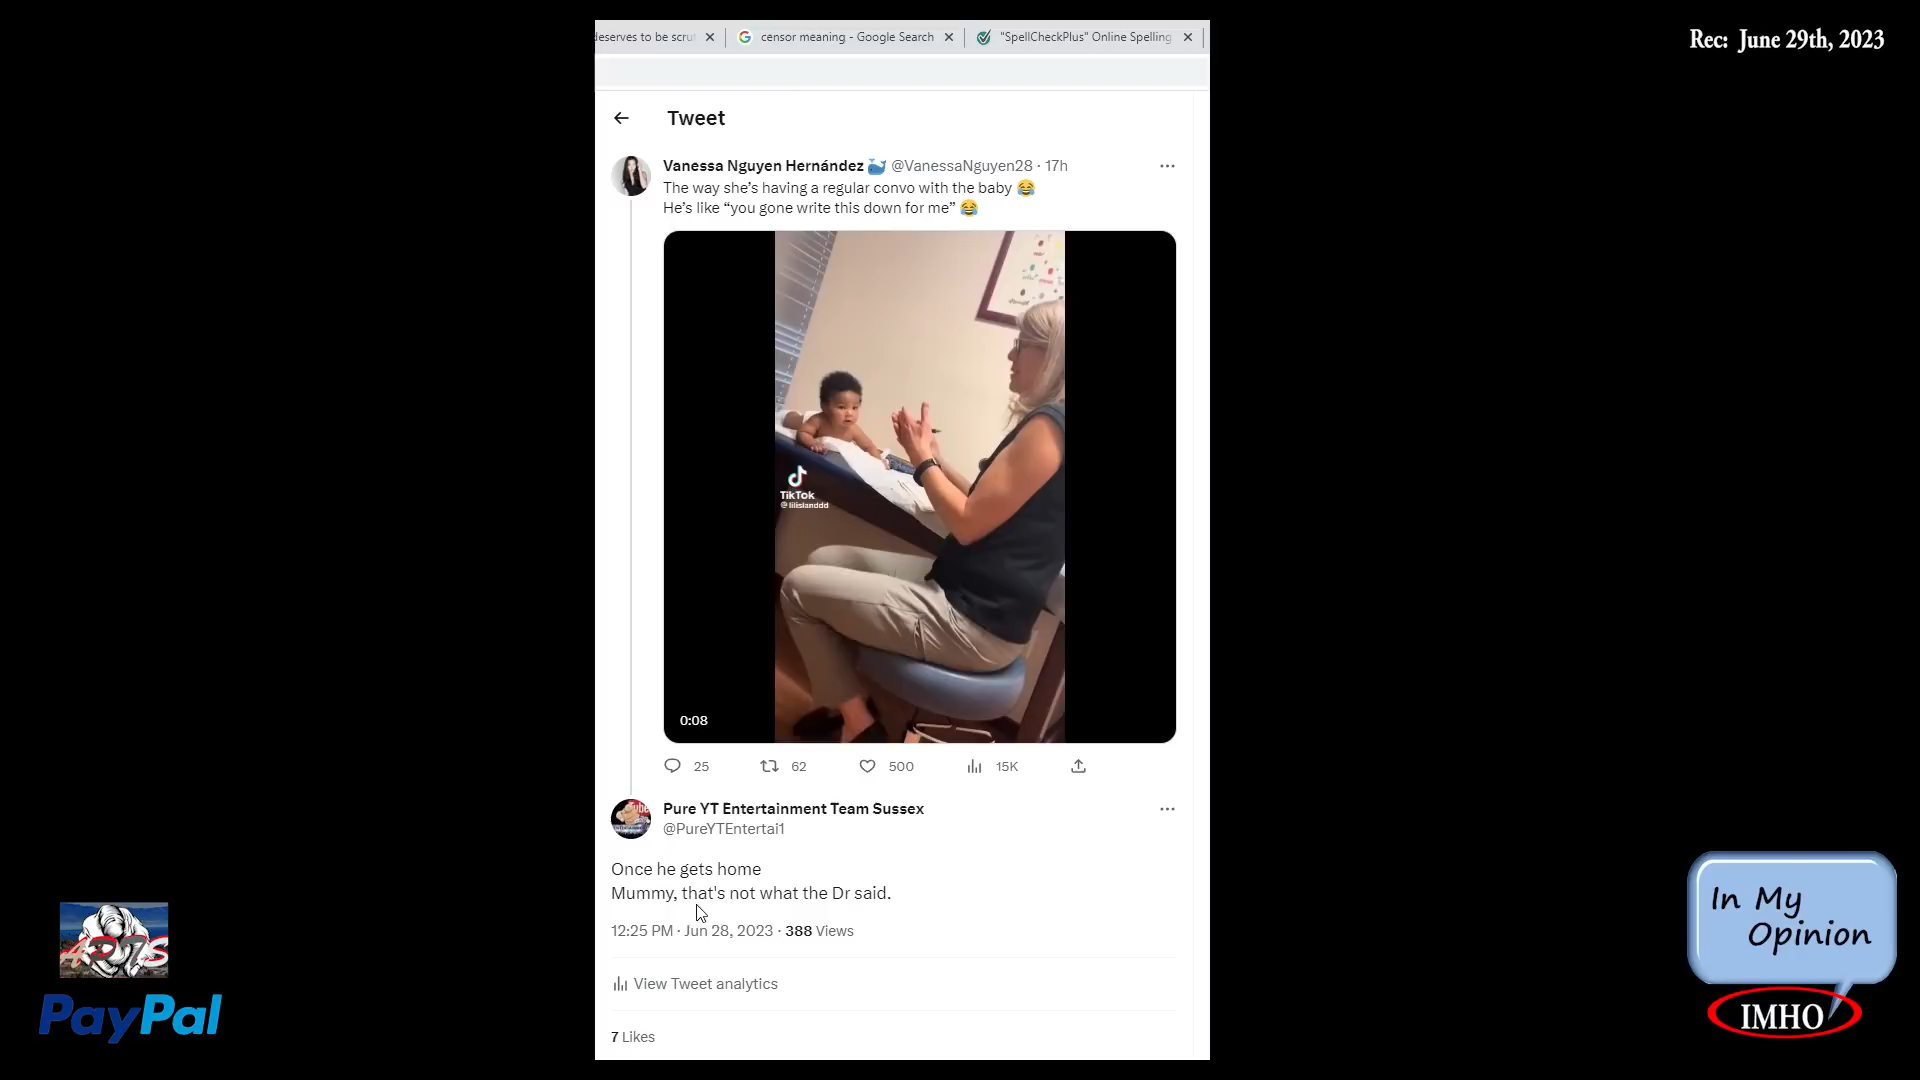 deserves to be scru
censor meaning - Google Search
"SpellCheckPlus" Online Spelling
Rec: June 29th, 2023
Tweet
Vanessa Nguyen Hernández @VanessaNguyen28 · 17h
The way she's having a regular convo with the baby 😂
He's like “you gone write this down for me” 😂
TikTok
@lilislanddd
0:08
25 62 500 15K
Pure YT Entertainment Team Sussex
@PureYTEntertai1
Once he gets home
Mummy, that's not what the Dr said.
12:25 PM · Jun 28, 2023 · 388 Views
View Tweet analytics
7 Likes
PayPal
In My
Opinion
IMHO